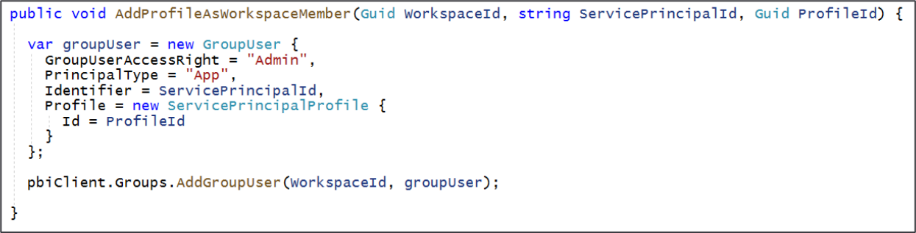 public void AddProfileAsWorkspaceMember(Guid WorkspaceId, string ServicePrincipalId, Guid ProfileId) {
var groupUser = new GroupUser {
GroupUserAccessRight = "Admin",
PrincipalType = "App",
Identifier = ServicePrincipalId,
Profile = new ServicePrincipalProfile {
Id = ProfileId
}
};
pbiClient.Groups.AddGroupUser(WorkspaceId, groupUser);
}